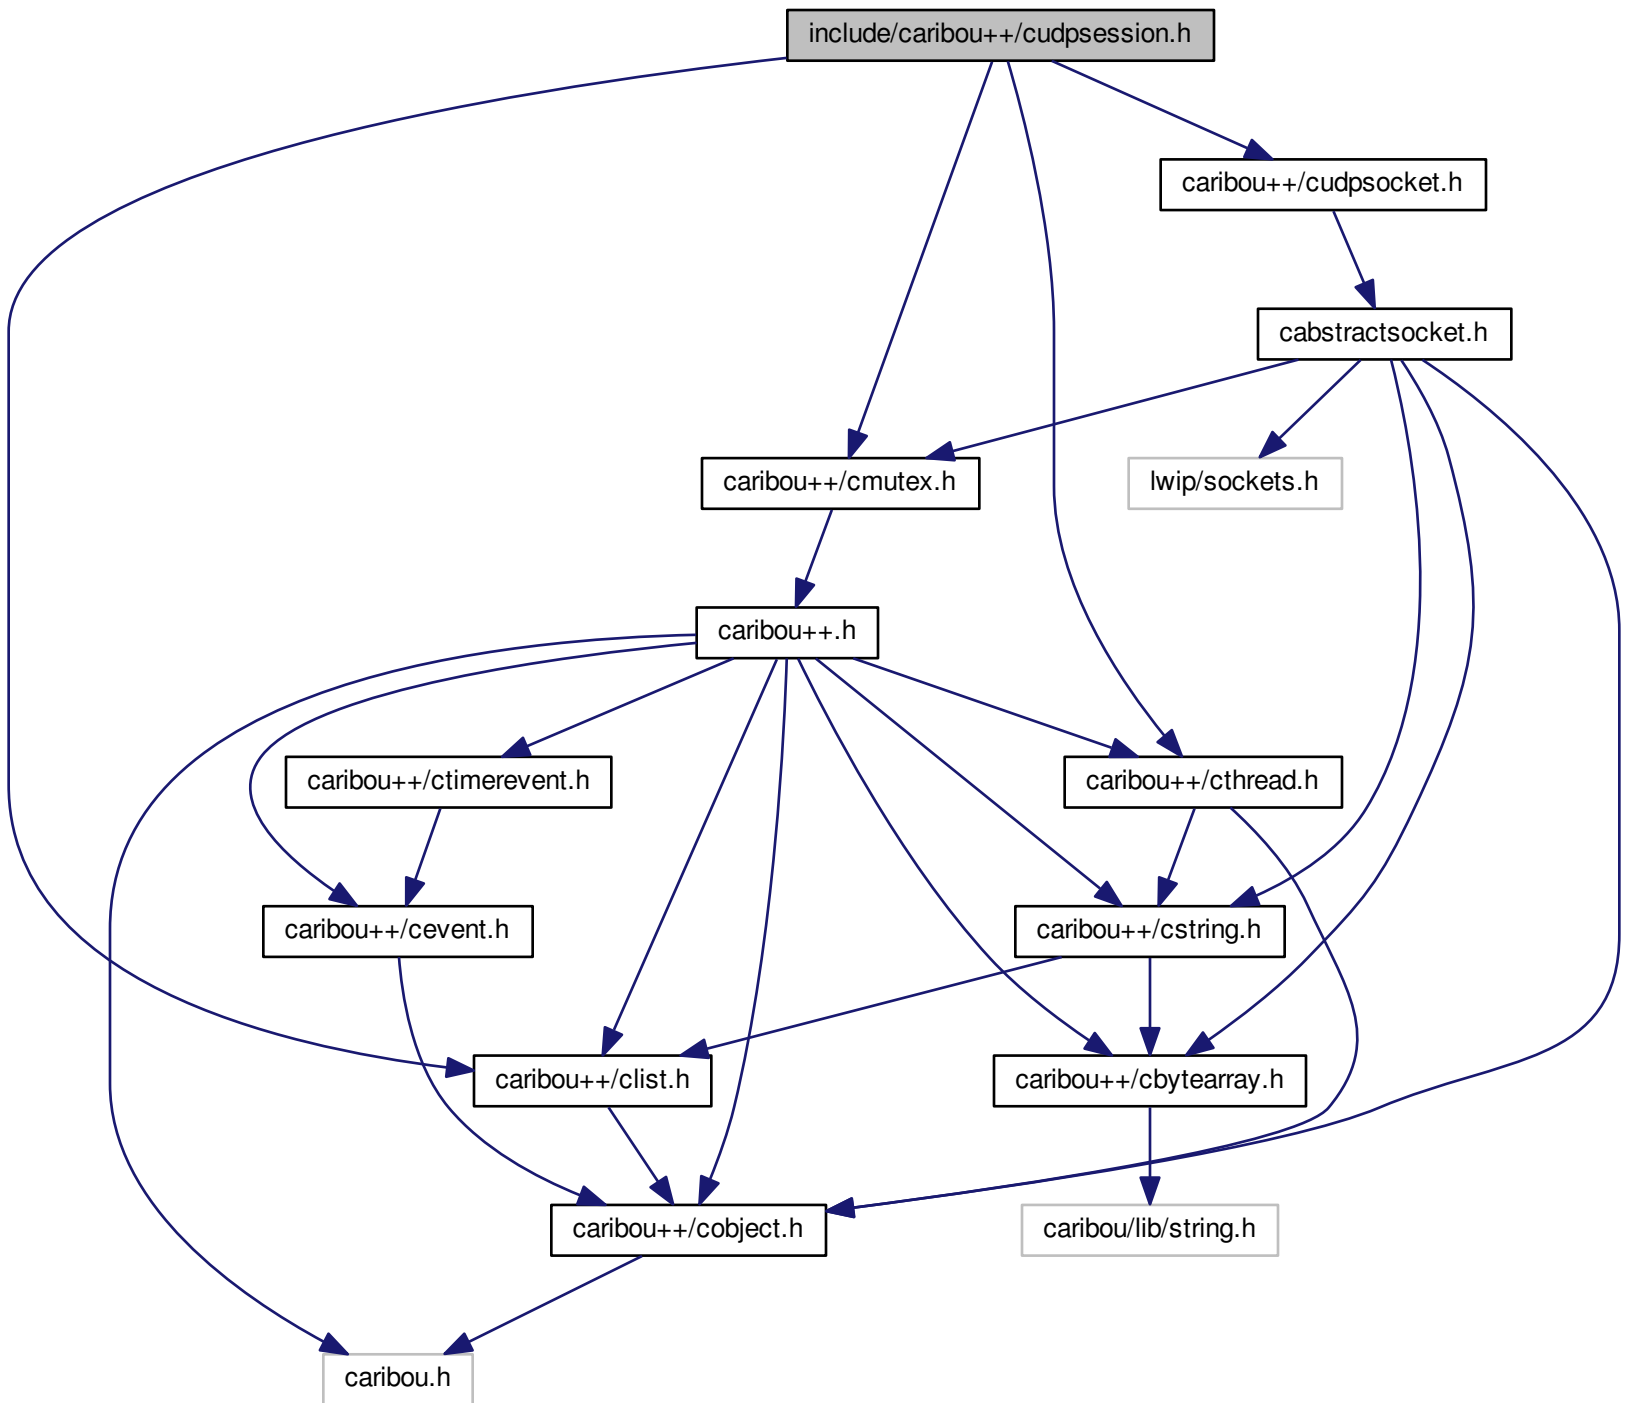 include/caribou++/cudpsession.h
caribou++/cudpsocket.h
cabstractsocket.h
caribou++/cmutex.h
lwip/sockets.h
caribou++.h
caribou++/ctimerevent.h
caribou++/cthread.h
caribou++/cevent.h
caribou++/cstring.h
caribou++/clist.h
caribou++/cbytearray.h
caribou++/cobject.h
caribou/lib/string.h
caribou.h